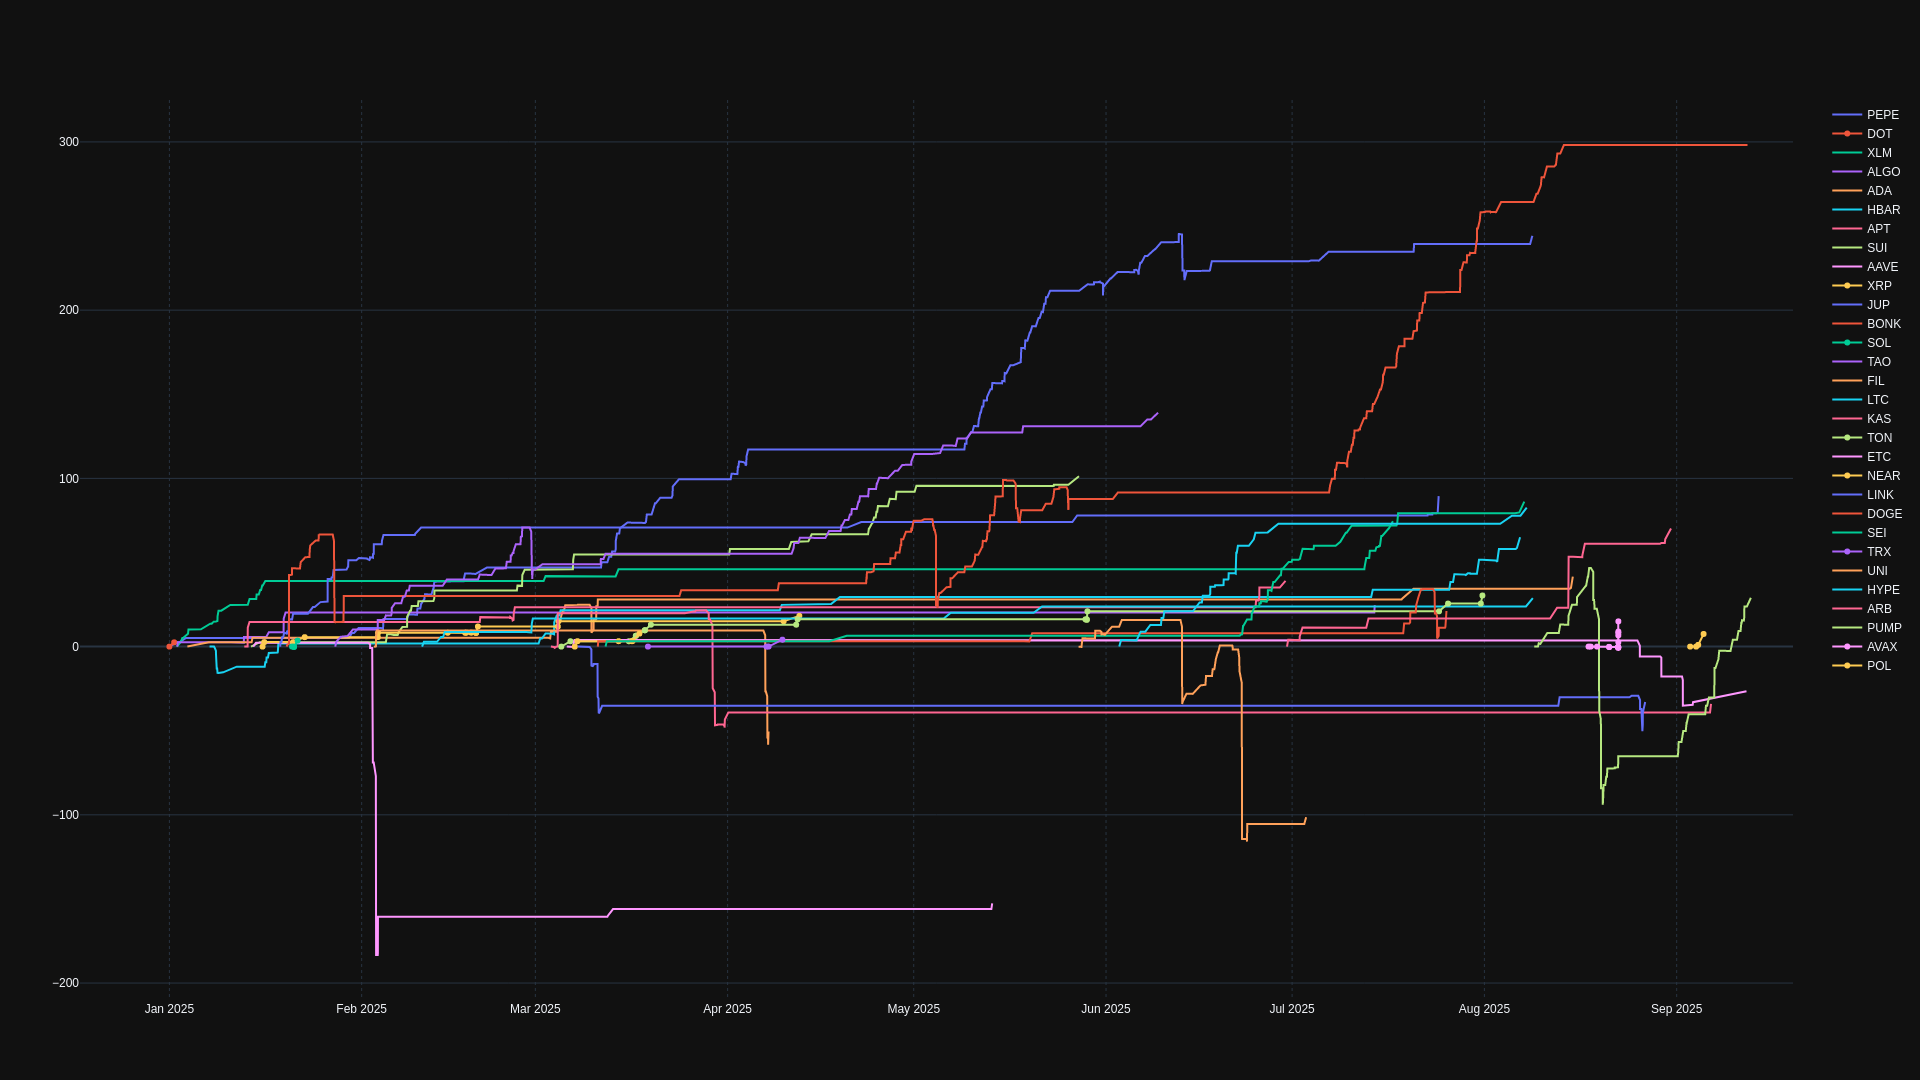 300
200
100
0
−100
−200
Jan 2025
Feb 2025
Mar 2025
Apr 2025
May 2025
Jun 2025
Jul 2025
Aug 2025
Sep 2025
PEPE
DOT
XLM
ALGO
ADA
HBAR
APT
SUI
AAVE
XRP
JUP
BONK
SOL
TAO
FIL
LTC
KAS
TON
ETC
NEAR
LINK
DOGE
SEI
TRX
UNI
HYPE
ARB
PUMP
AVAX
POL